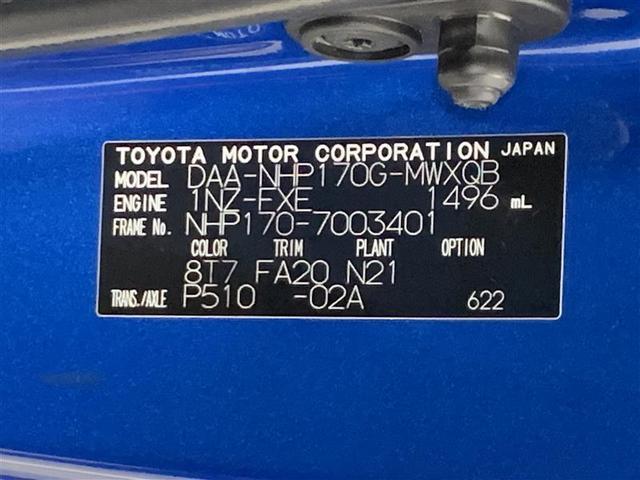 TOYOTA MOTOR CORPORATION JAPAN
MODEL DAA-NHP170G-MWXQB
ENGINE 1NZ-FXE 1496 mL
FRAME No. NHP170-7003401
COLOR TRIM PLANT OPTION
8T7 FA20 N21
TRANS./AXLE P510 -02A 622